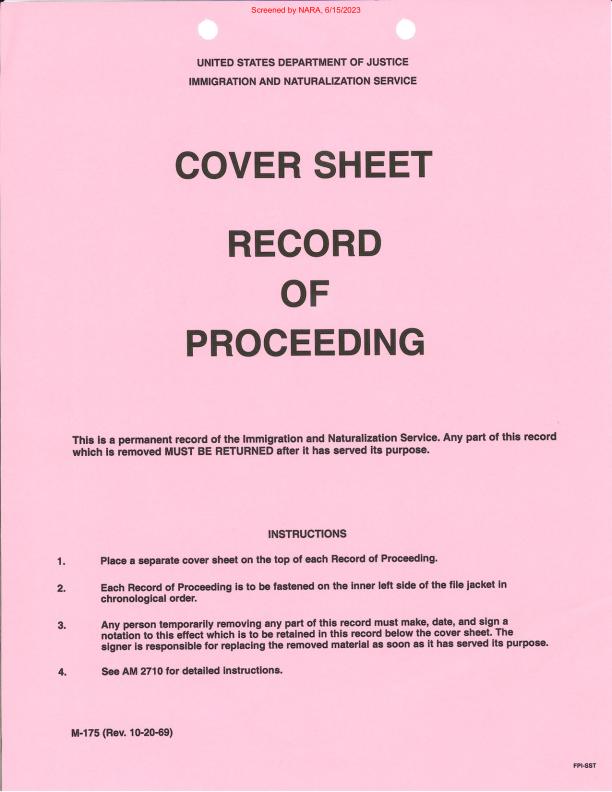 Screened by NARA, 6/15/2023
UNITED STATES DEPARTMENT OF JUSTICE
IMMIGRATION AND NATURALIZATION SERVICE
COVER SHEET
RECORD
OF
PROCEEDING
This is a permanent record of the Immigration and Naturalization Service. Any part of this record
which is removed MUST BE RETURNED after it has served its purpose.
INSTRUCTIONS
1. Place a separate cover sheet on the top of each Record of Proceeding.
2. Each Record of Proceeding is to be fastened on the inner left side of the file jacket in
chronological order.
3. Any person temporarily removing any part of this record must make, date, and sign a
notation to this effect which is to be retained in this record below the cover sheet. The
signer is responsible for replacing the removed material as soon as it has served its purpose.
4. See AM 2710 for detailed instructions.
M-175 (Rev. 10-20-69)
FPI-SST